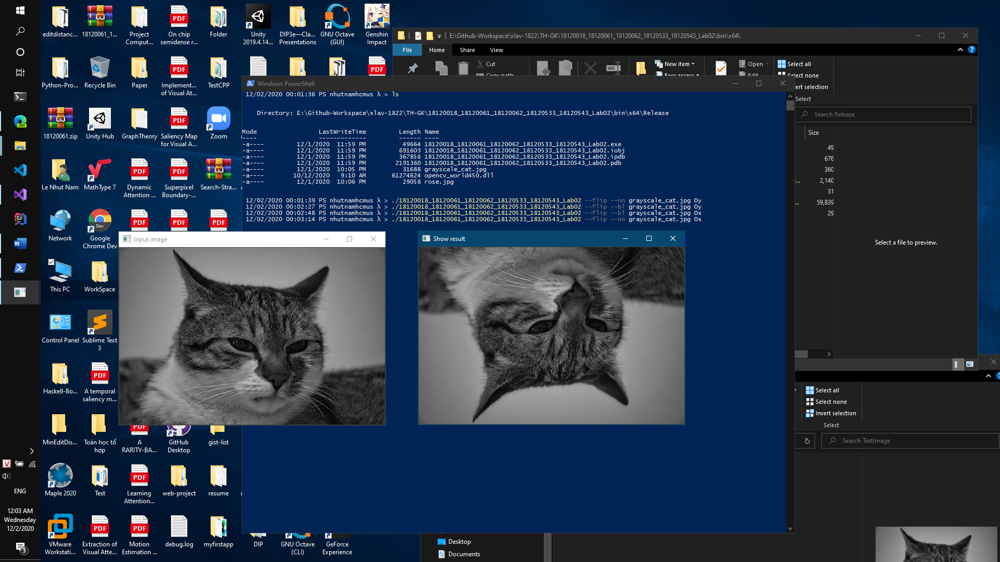 editdistanc...
18120061_1...
Project Comput...
On chip semidense r...
Folder
Unity 2019.4.14...
DIP3e—Cla... Presentations
GNU Octave (GUI)
Genshin Impact
Python-Pro...
Recycle Bin
Paper
Implement... of Visual At...
TestCPP
18120061.zip
Unity Hub
GraphTheory
Saliency Map for Visual A...
Zoom
Le Nhut Nam
MathType 7
Dynamic Attention ...
Superpixel Boundary-...
Search-Stra...
Network
Google Chrome Dev
This PC
WorkSpace
Control Panel
Sublime Text 3
Haskell-Bo...
A temporal saliency m...
MinEditDis...
Toán học tổ hợp
A RARITY-BA...
GitHub Desktop
gist-list
Maple 2020
Test
Learning Attention...
web-project
resume
VMware Workstati...
Extraction of Visual Atte...
Motion Estimation ...
debug.log
myfirstapp
DIP
GNU Octave (CLI)
GeForce Experience
PDF
DEV
Dev
ENG
12:03 AM
Wednesday
12/2/2020
3
E:\Github-Workspace\xlav-1822\TH-GK\18120018_18120061_18120062_18120533_18120543_Lab02\bin\x64\
File Home Share View
Cut
Copy path
New item
Easy access
Open
Edit
Select all
Select none
Invert selection
Select
Search Release
Size
49
676
360
2,140
31
59,839
29
Select a file to preview.
Windows PowerShell
12/02/2020 00:01:36 PS nhutnamhcmus λ > ls
Directory: E:\Github-Workspace\xlav-1822\TH-GK\18120018_18120061_18120062_18120533_18120543_Lab02\bin\x64\Release
Mode LastWriteTime Length Name
---- ------------- ------ ----
-a---- 12/1/2020 11:59 PM 49664 18120018_18120061_18120062_18120533_18120543_Lab02.exe
-a---- 12/1/2020 11:59 PM 691603 18120018_18120061_18120062_18120533_18120543_Lab02.iobj
-a---- 12/1/2020 11:59 PM 367856 18120018_18120061_18120062_18120533_18120543_Lab02.ipdb
-a---- 12/1/2020 11:59 PM 2191360 18120018_18120061_18120062_18120533_18120543_Lab02.pdb
-a---- 12/1/2020 10:05 PM 31688 grayscale_cat.jpg
-a---- 10/12/2020 9:10 AM 61274624 opencv_world450.dll
-a---- 12/1/2020 10:06 PM 29058 rose.jpg
12/02/2020 00:01:39 PS nhutnamhcmus λ > ./18120018_18120061_18120062_18120533_18120543_Lab02 --flip --nn grayscale_cat.jpg Oy
12/02/2020 00:02:27 PS nhutnamhcmus λ > ./18120018_18120061_18120062_18120533_18120543_Lab02 --flip --bl grayscale_cat.jpg Oy
12/02/2020 00:02:48 PS nhutnamhcmus λ > ./18120018_18120061_18120062_18120533_18120543_Lab02 --flip --bl grayscale_cat.jpg Ox
12/02/2020 00:03:14 PS nhutnamhcmus λ > ./18120018_18120061_18120062_18120533_18120543_Lab02 --flip --nn grayscale_cat.jpg Ox
Input image
Show result
Select all
Select none
Invert selection
Select
Search TestImage
Desktop
Documents